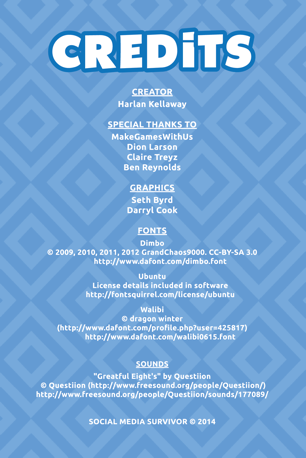 CREDiTS
CREATOR
Harlan Kellaway
SPECIAL THANKS TO
MakeGamesWithUs
Dion Larson
Claire Treyz
Ben Reynolds
GRAPHICS
Seth Byrd
Darryl Cook
FONTS
Dimbo
© 2009, 2010, 2011, 2012 GrandChaos9000. CC-BY-SA 3.0
http://www.dafont.com/dimbo.font
Ubuntu
License details included in software
http://fontsquirrel.com/license/ubuntu
Walibi
© dragon winter
(http://www.dafont.com/profile.php?user=425817)
http://www.dafont.com/walibi0615.font
SOUNDS
"Greatful Eight's" by Questiion
© Questiion (http://www.freesound.org/people/Questiion/)
http://www.freesound.org/people/Questiion/sounds/177089/
SOCIAL MEDIA SURVIVOR © 2014